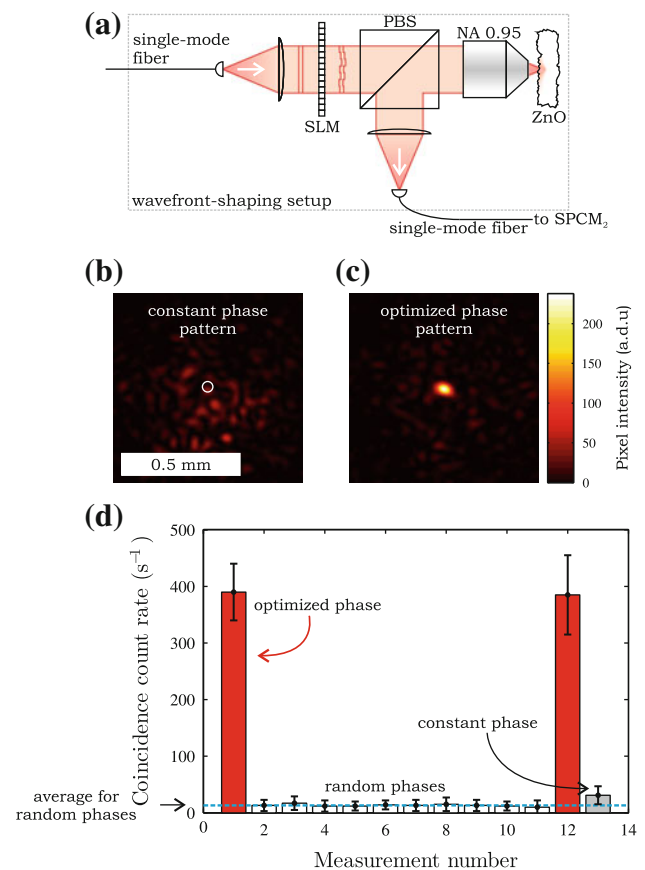 (a)
PBS
NA 0.95
single-mode
fiber
SLM
ZnO
wavefront-shaping setup
to SPCM₂
single-mode fiber
(b)
(c)
constant phase
pattern
0.5 mm
optimized phase
pattern
200
150
100
50
0
Pixel intensity (a.d.u)
(d)
500
400
300
200
100
0
Coincidence count rate (s⁻¹)
optimized phase
constant phase
random phases
average for
random phases
0
2
4
6
8
10
12
14
Measurement number